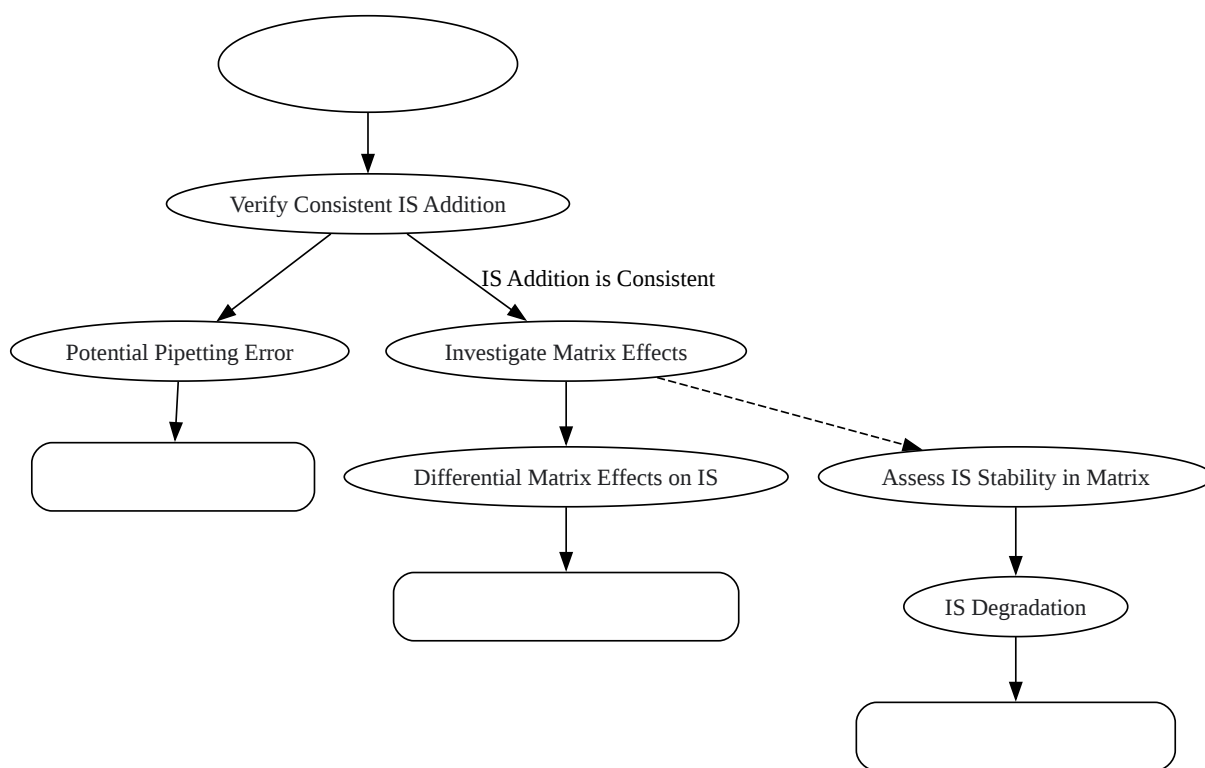 Verify Consistent IS Addition
IS Addition is Consistent
Potential Pipetting Error
Investigate Matrix Effects
Differential Matrix Effects on IS
Assess IS Stability in Matrix
IS Degradation